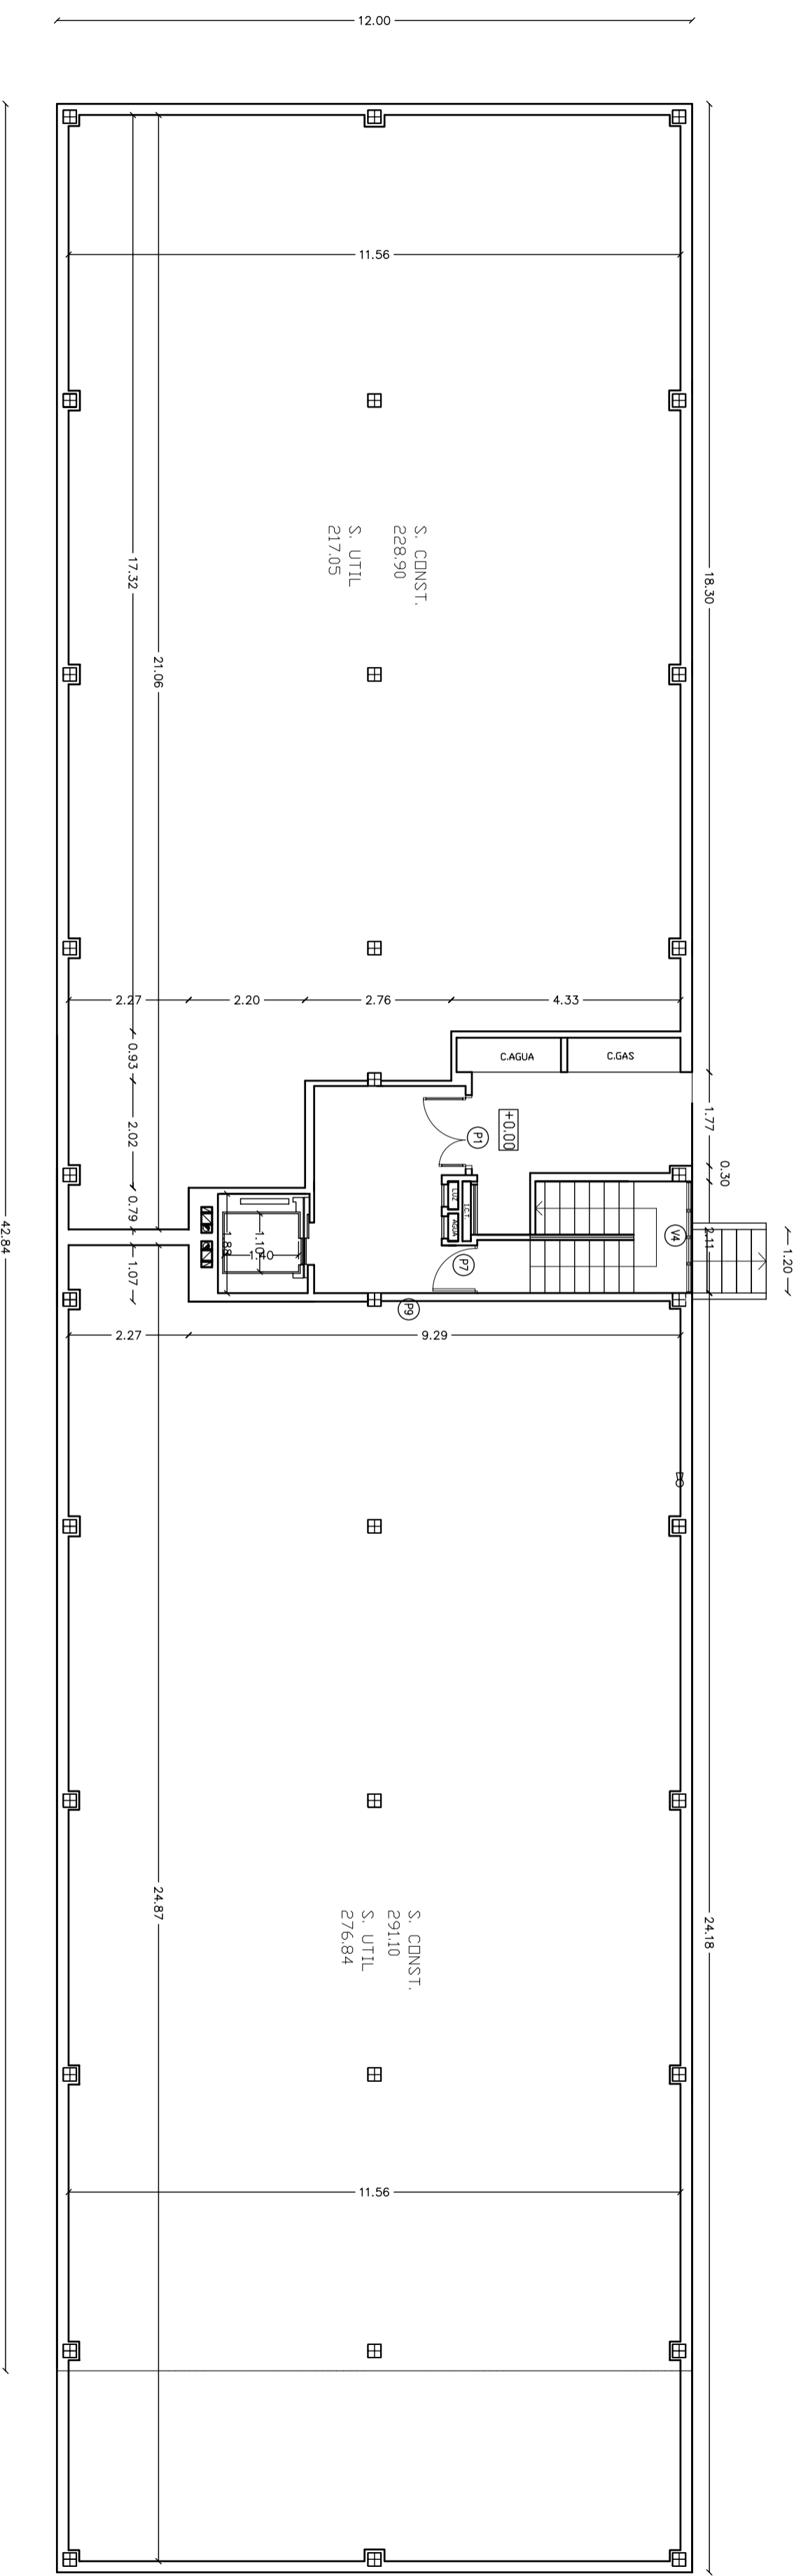 12.00
11.56
18.30
17.32
21.06
S. CONST.
228.90
S. UTIL
217.05
2.27
2.20
2.76
4.33
0.93
C.AGUA
C.GAS
2.02
1.77
0.30
+0.00
P1
LUZ
I.C.T.
AGUA
0.79
1.07
1.88
1.10
1.40
P7
V4
2.11
1.20
42.84
P9
2.27
9.29
24.87
24.18
S. CONST.
291.10
S. UTIL
276.84
11.56